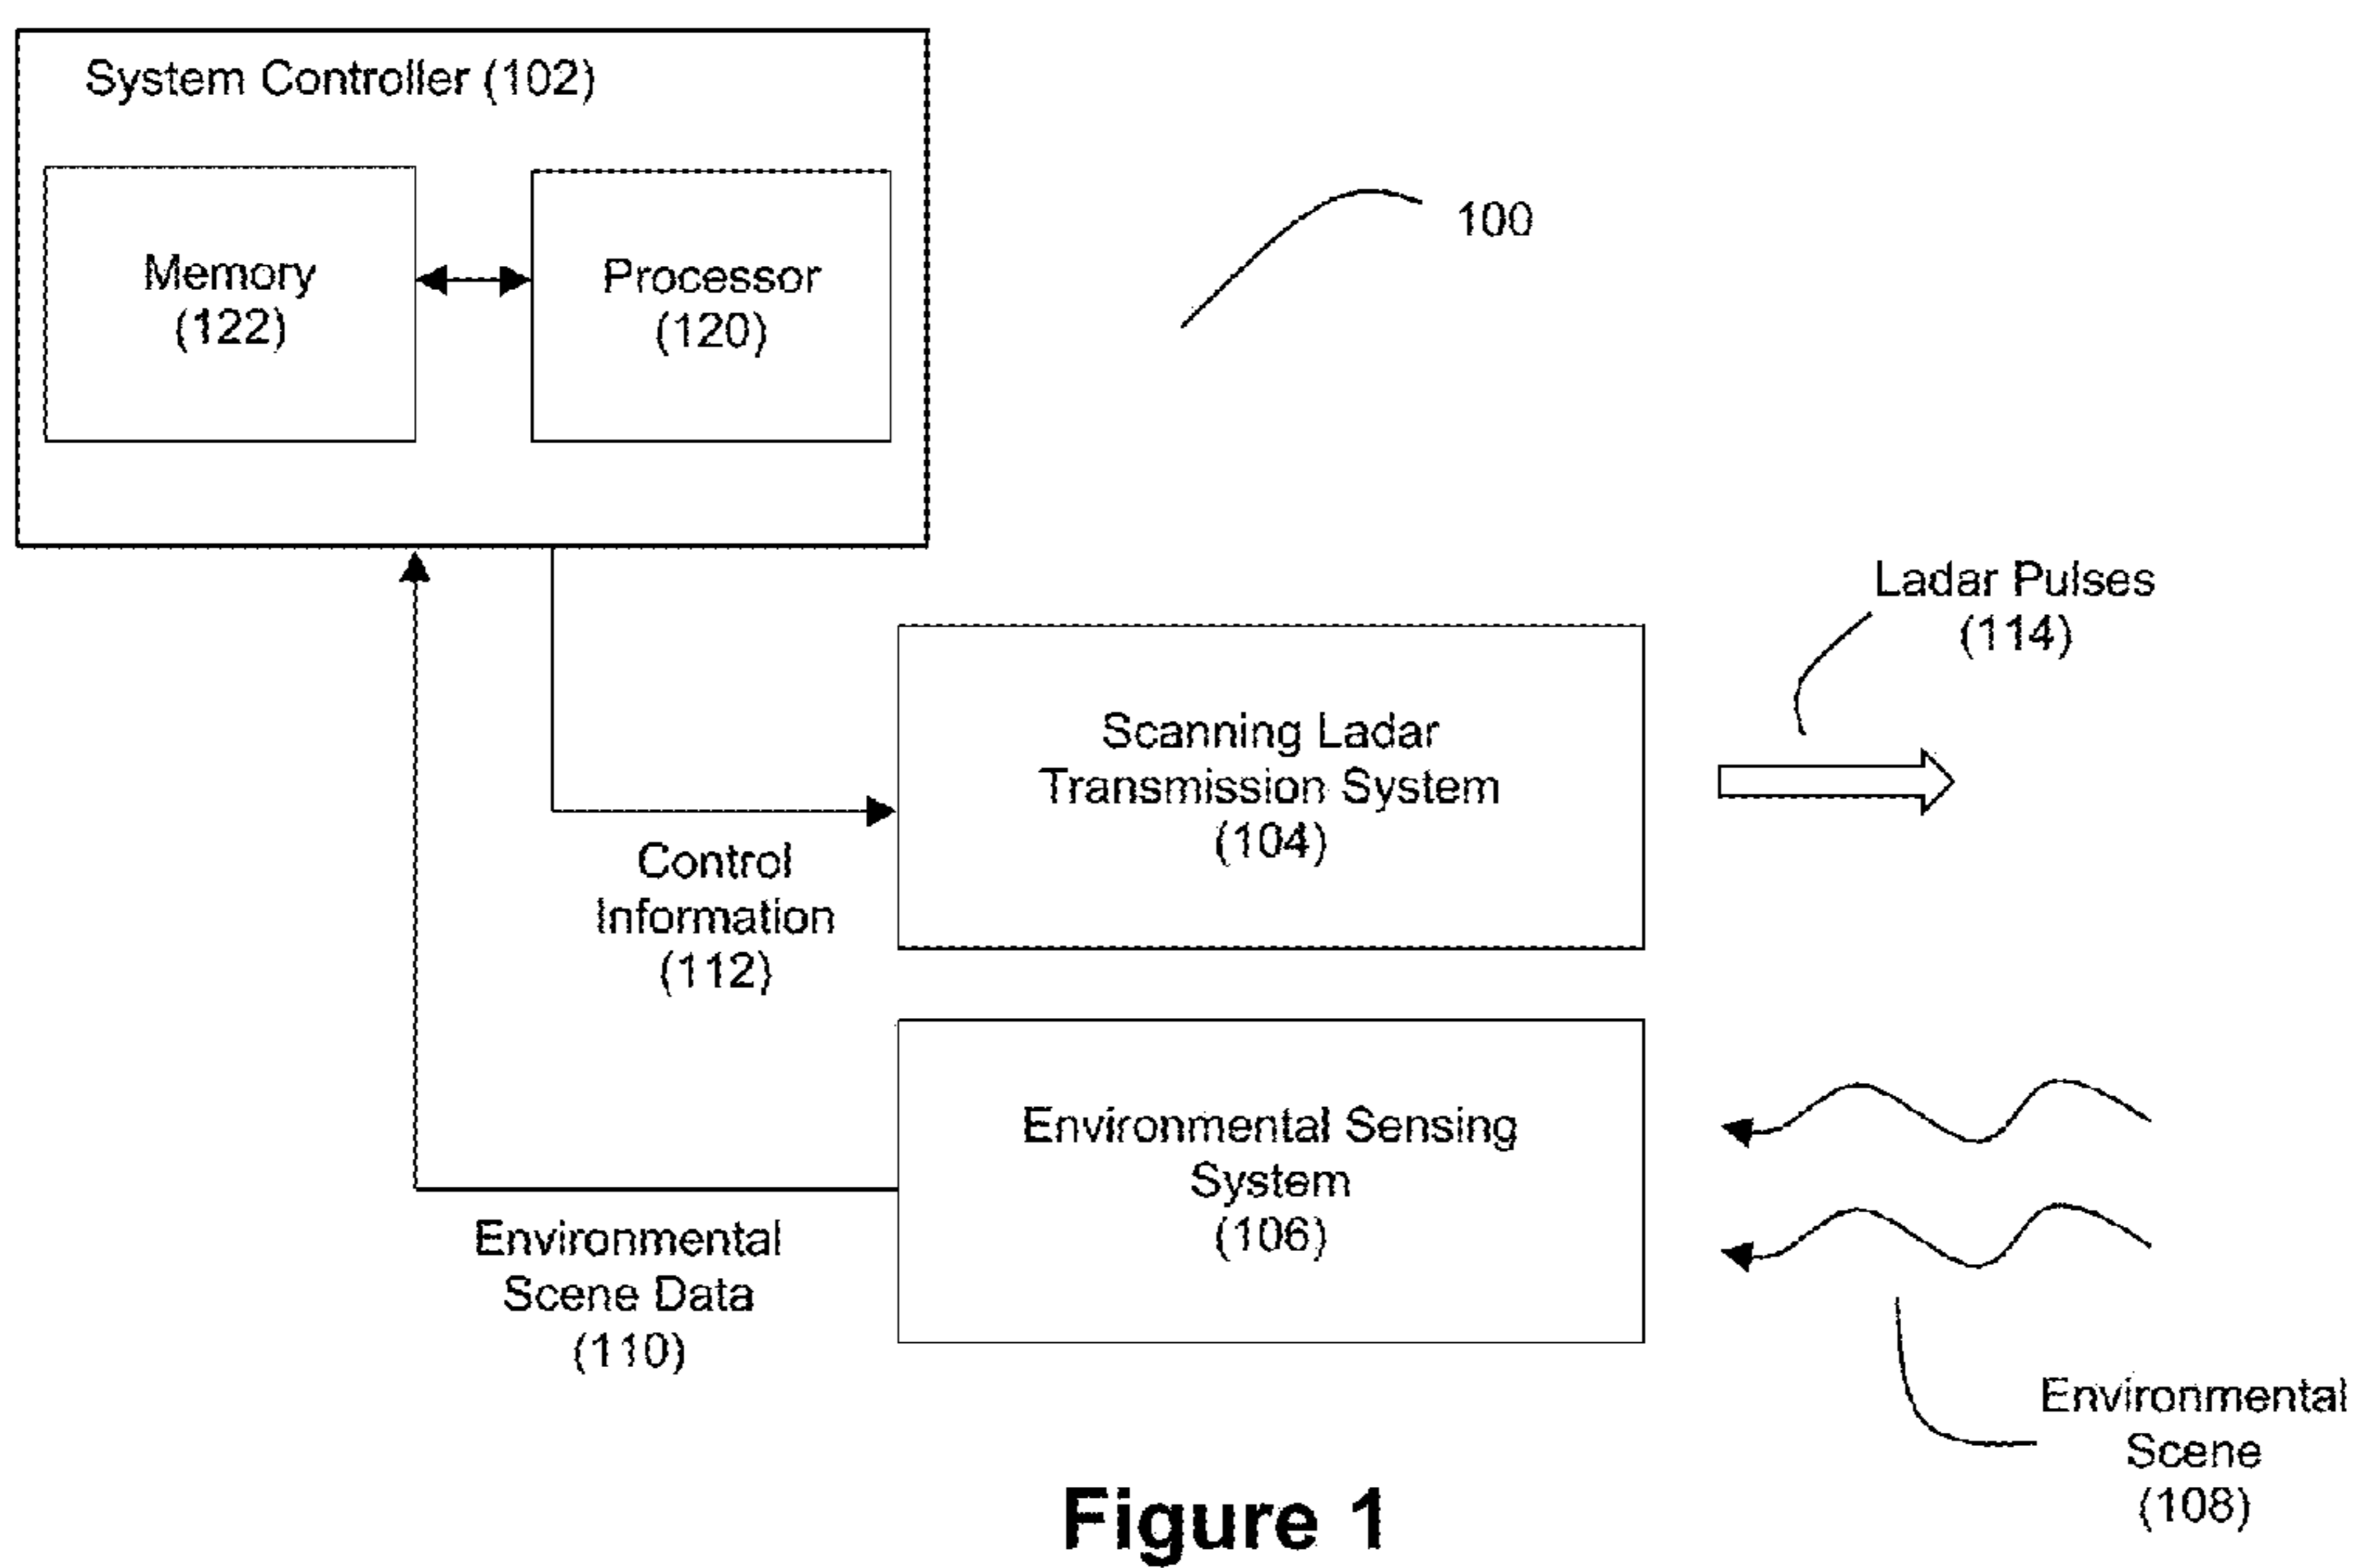 System Controller (102)
Memory
(122)
Processor
(120)
100
Ladar Pulses
(114)
Scanning Ladar
Transmission System
(104)
Control
Information
(112)
Environmental Sensing
System
(106)
Environmental
Scene Data
(110)
Environmental
Scene
(108)
Figure 1